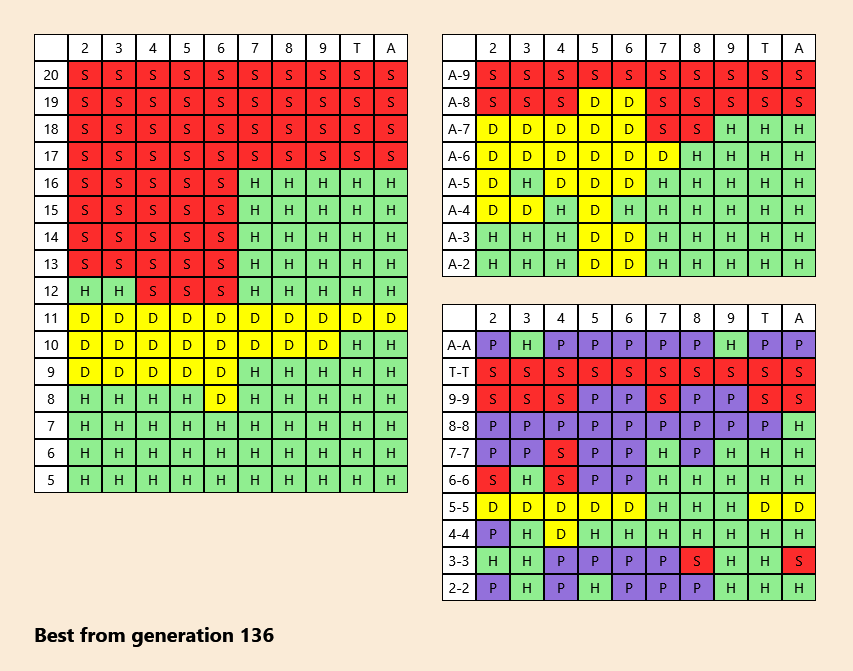 2 3 4 5 6 7 8 9 T A
20 S S S S S S S S S S
19 S S S S S S S S S S
18 S S S S S S S S S S
17 S S S S S S S S S S
16 S S S S S H H H H H
15 S S S S S H H H H H
14 S S S S S H H H H H
13 S S S S S H H H H H
12 H H S S S H H H H H
11 D D D D D D D D D D
10 D D D D D D D D H H
9 D D D D D H H H H H
8 H H H H D H H H H H
7 H H H H H H H H H H
6 H H H H H H H H H H
5 H H H H H H H H H H
2 3 4 5 6 7 8 9 T A
A-9 S S S S S S S S S S
A-8 S S S D D S S S S S
A-7 D D D D D S S H H H
A-6 D D D D D D H H H H
A-5 D H D D D H H H H H
A-4 D D H D H H H H H H
A-3 H H H D D H H H H H
A-2 H H H D D H H H H H
2 3 4 5 6 7 8 9 T A
A-A P H P P P P P H P P
T-T S S S S S S S S S S
9-9 S S S P P S P P S S
8-8 P P P P P P P P P H
7-7 P P S P P H P H H H
6-6 S H S P P H H H H H
5-5 D D D D D H H H D D
4-4 P H D H H H H H H H
3-3 H H P P P P S H H S
2-2 P H P H P P P H H H
Best from generation 136